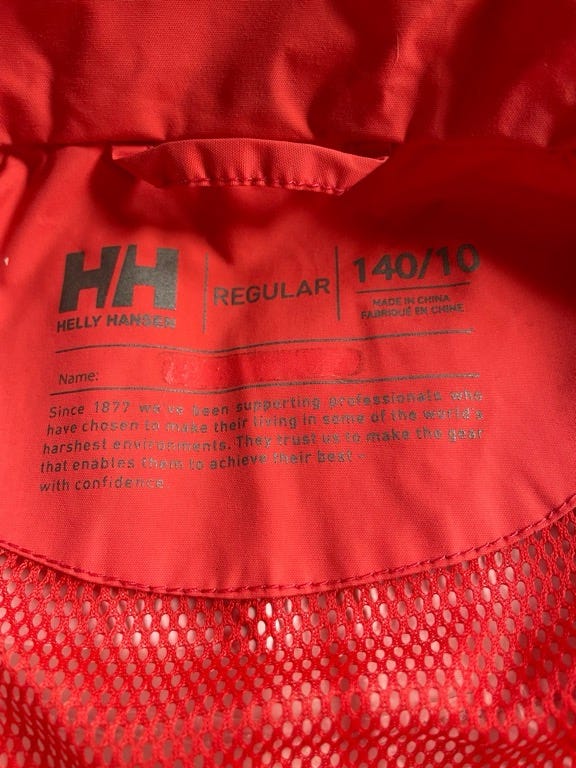 HH
HELLY HANSEN
REGULAR
140/10
MADE IN CHINA
FABRIQUÉ EN CHINE
Name:
Since 1877 we've been supporting professionals who
have chosen to make their living in some of the world's
harshest environments. They trust us to make the gear
that enables them to achieve their best -
with confidence